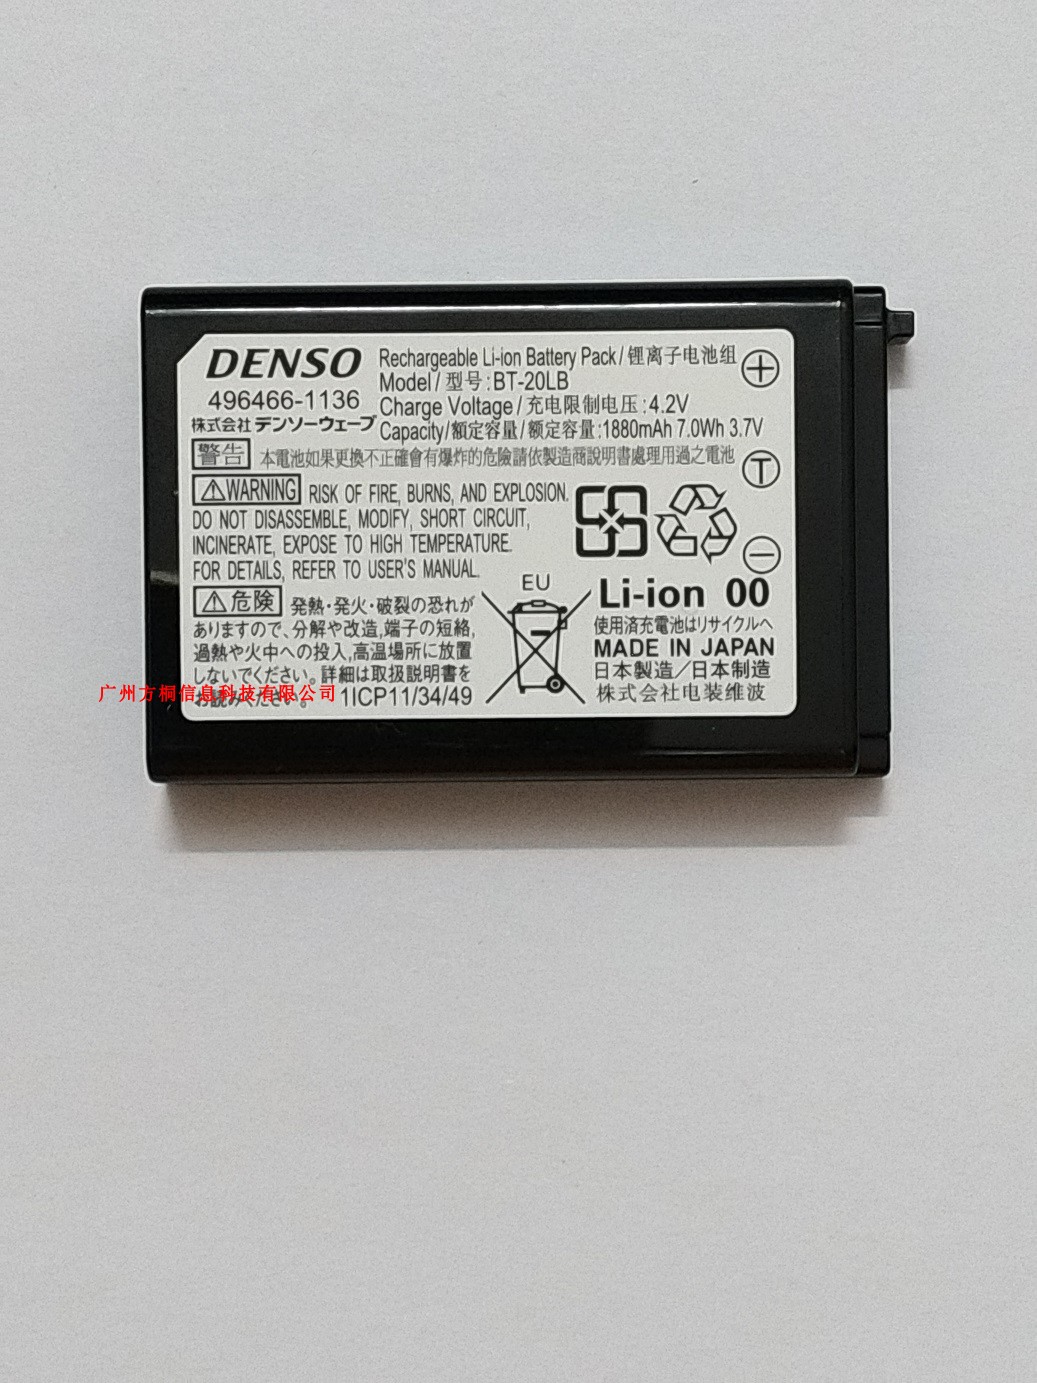 DENSO
496466-1136
株式会社 デンソーウェーブ
Rechargeable Li-ion Battery Pack/锂离子电池组
Model/型号:BT-20LB
Charge Voltage/充电限制电压:4.2V
Capacity/額定容量/额定容量:1880mAh 7.0Wh 3.7V
警告 本電池如果更換不正確會有爆炸的危險請依製造商說明書處理用過之電池
⚠WARNING RISK OF FIRE, BURNS, AND EXPLOSION.
DO NOT DISASSEMBLE, MODIFY, SHORT CIRCUIT,
INCINERATE, EXPOSE TO HIGH TEMPERATURE.
FOR DETAILS, REFER TO USER'S MANUAL.
⚠危険 発熱・発火・破裂の恐れが
ありますので、分解や改造,端子の短絡,
過熱や火中への投入,高温場所に放置
しないでください。詳細は取扱説明書を
お読みください。 1ICP11/34/49
+
T
−
EU
Li-ion 00
使用済充電池はリサイクルへ
MADE IN JAPAN
日本製造/日本制造
株式会社电装维波
广州方桐信息科技有限公司